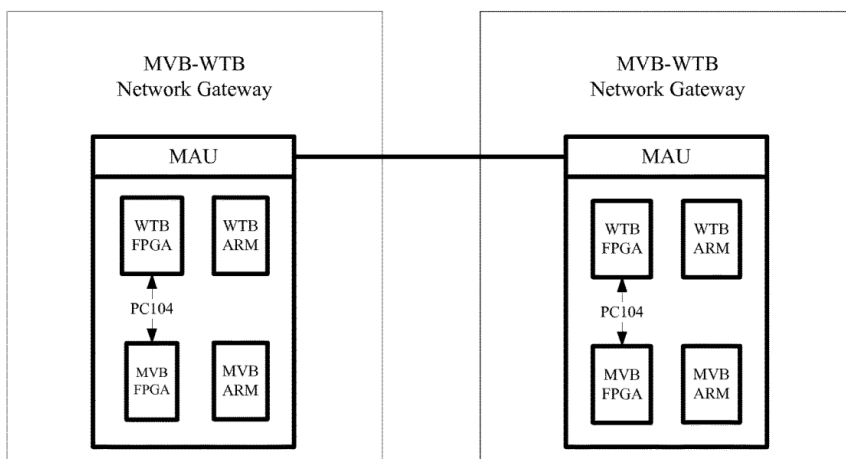 MVB-WTB
Network Gateway
MAU
WTB
FPGA
WTB
ARM
PC104
MVB
FPGA
MVB
ARM
MVB-WTB
Network Gateway
MAU
WTB
FPGA
WTB
ARM
PC104
MVB
FPGA
MVB
ARM